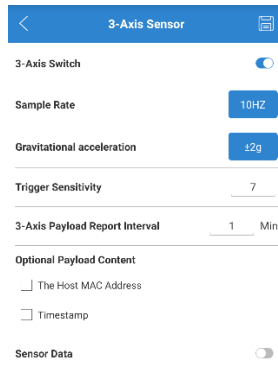 3-Axis Sensor
3-Axis Switch
Sample Rate 10HZ
Gravitational acceleration ±2g
Trigger Sensitivity 7
3-Axis Payload Report Interval 1 Min
Optional Payload Content
The Host MAC Address
Timestamp
Sensor Data